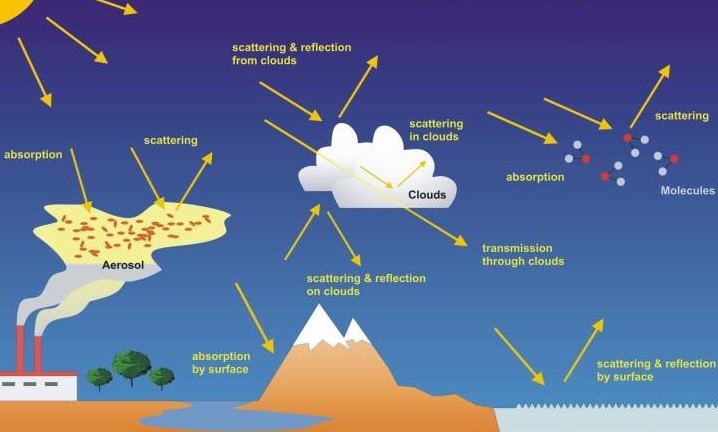 scattering & reflection
from clouds
scattering
in clouds
scattering
absorption
scattering
absorption
Molecules
Clouds
transmission
through clouds
Aerosol
scattering & reflection
on clouds
absorption
by surface
scattering & reflection
by surface